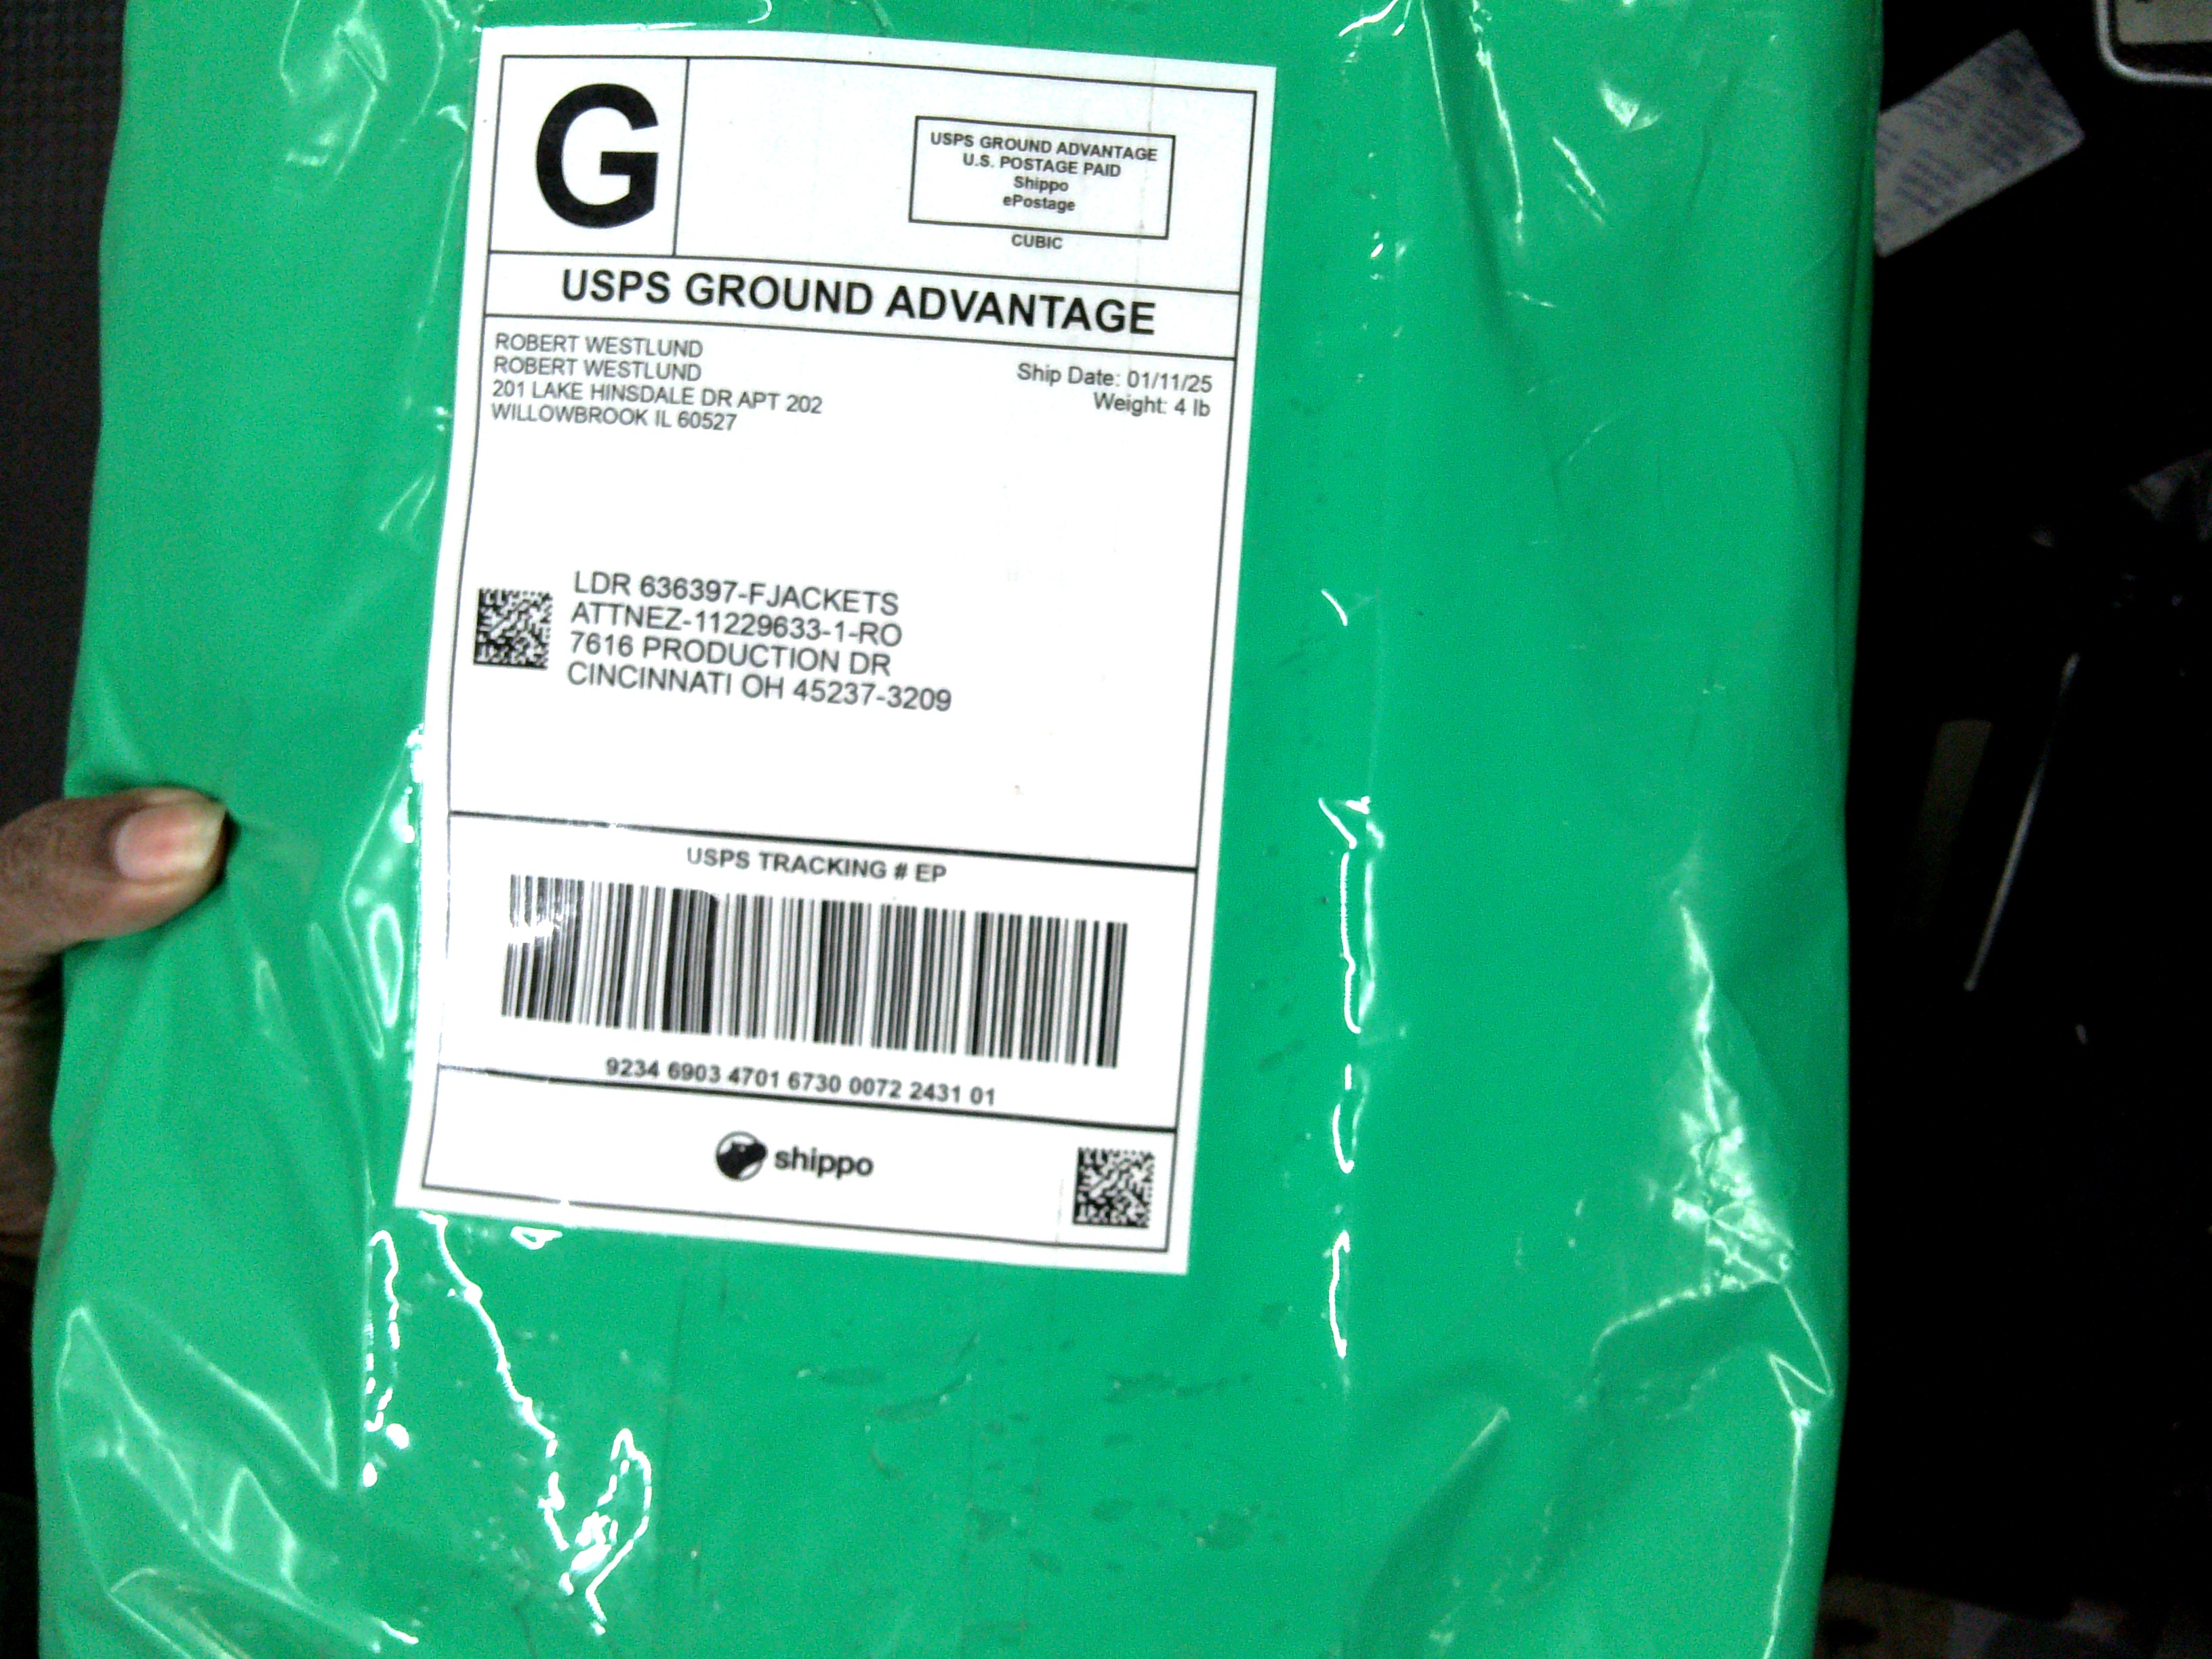 G
USPS GROUND ADVANTAGE
U.S. POSTAGE PAID
Shippo
ePostage
CUBIC
USPS GROUND ADVANTAGE
ROBERT WESTLUND
ROBERT WESTLUND
201 LAKE HINSDALE DR APT 202
WILLOWBROOK IL 60527
Ship Date: 01/11/25
Weight: 4 lb
LDR 636397-FJACKETS
ATTNEZ-11229633-1-RO
7616 PRODUCTION DR
CINCINNATI OH 45237-3209
USPS TRACKING # EP
9234 6903 4701 6730 0072 2431 01
shippo